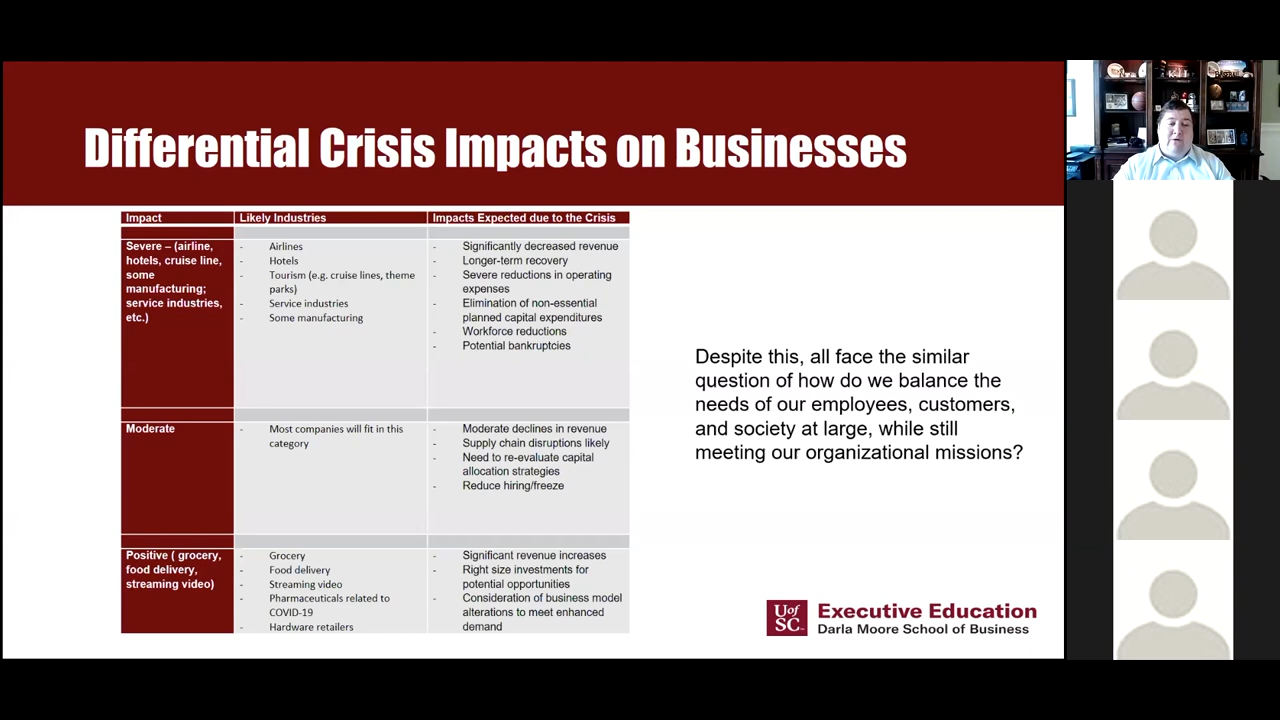 Differential Crisis Impacts on Businesses
Impact
Likely Industries
Impacts Expected due to the Crisis
Severe – (airline,
hotels, cruise line,
some
manufacturing;
service industries,
etc.)
- Airlines
- Hotels
- Tourism (e.g. cruise lines, theme
parks)
- Service industries
- Some manufacturing
- Significantly decreased revenue
- Longer-term recovery
- Severe reductions in operating
expenses
- Elimination of non-essential
planned capital expenditures
- Workforce reductions
- Potential bankruptcies
Moderate
- Most companies will fit in this
category
- Moderate declines in revenue
- Supply chain disruptions likely
- Need to re-evaluate capital
allocation strategies
- Reduce hiring/freeze
Positive ( grocery,
food delivery,
streaming video)
- Grocery
- Food delivery
- Streaming video
- Pharmaceuticals related to
COVID-19
- Hardware retailers
- Significant revenue increases
- Right size investments for
potential opportunities
- Consideration of business model
alterations to meet enhanced
demand
Despite this, all face the similar
question of how do we balance the
needs of our employees, customers,
and society at large, while still
meeting our organizational missions?
U of
SC
Executive Education
Darla Moore School of Business